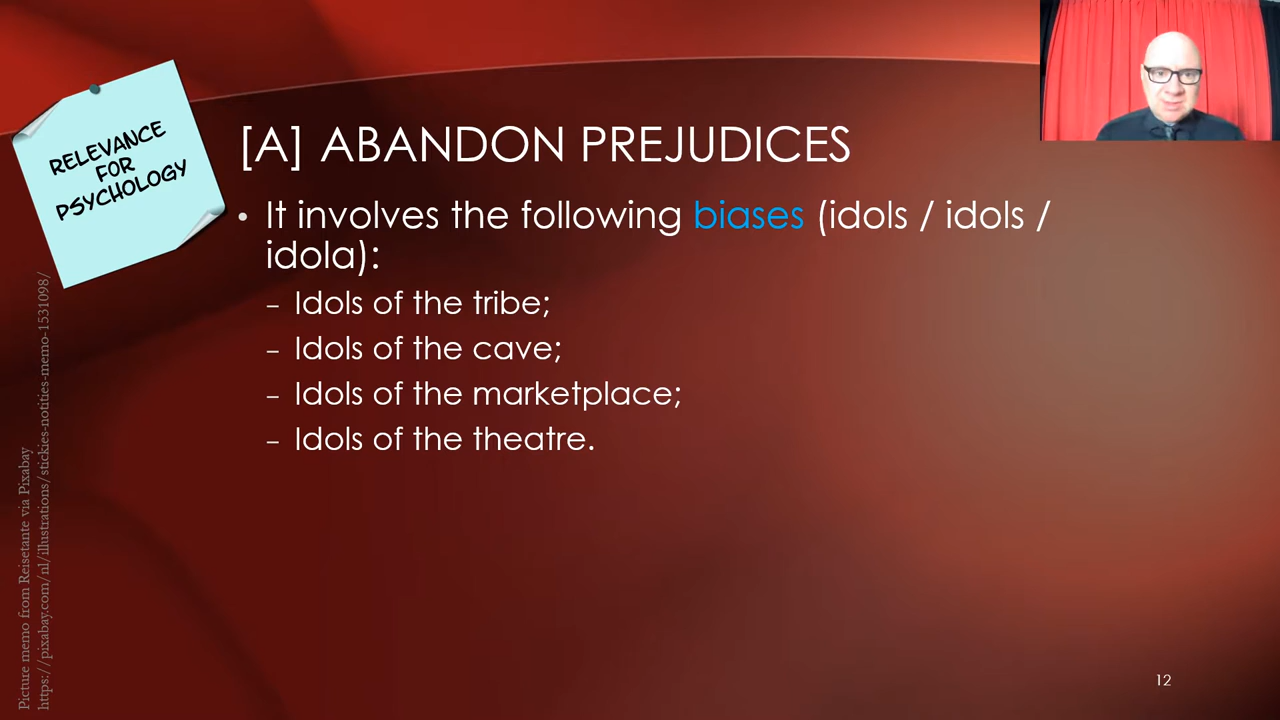 RELEVANCE
FOR
PSYCHOLOGY
[A] ABANDON PREJUDICES
• It involves the following biases (idols / idols /
idola):
– Idols of the tribe;
– Idols of the cave;
– Idols of the marketplace;
– Idols of the theatre.
Picture memo from Reisetante via Pixabay
https://pixabay.com/nl/illustrations/stickies-notities-memo-1531098/
12